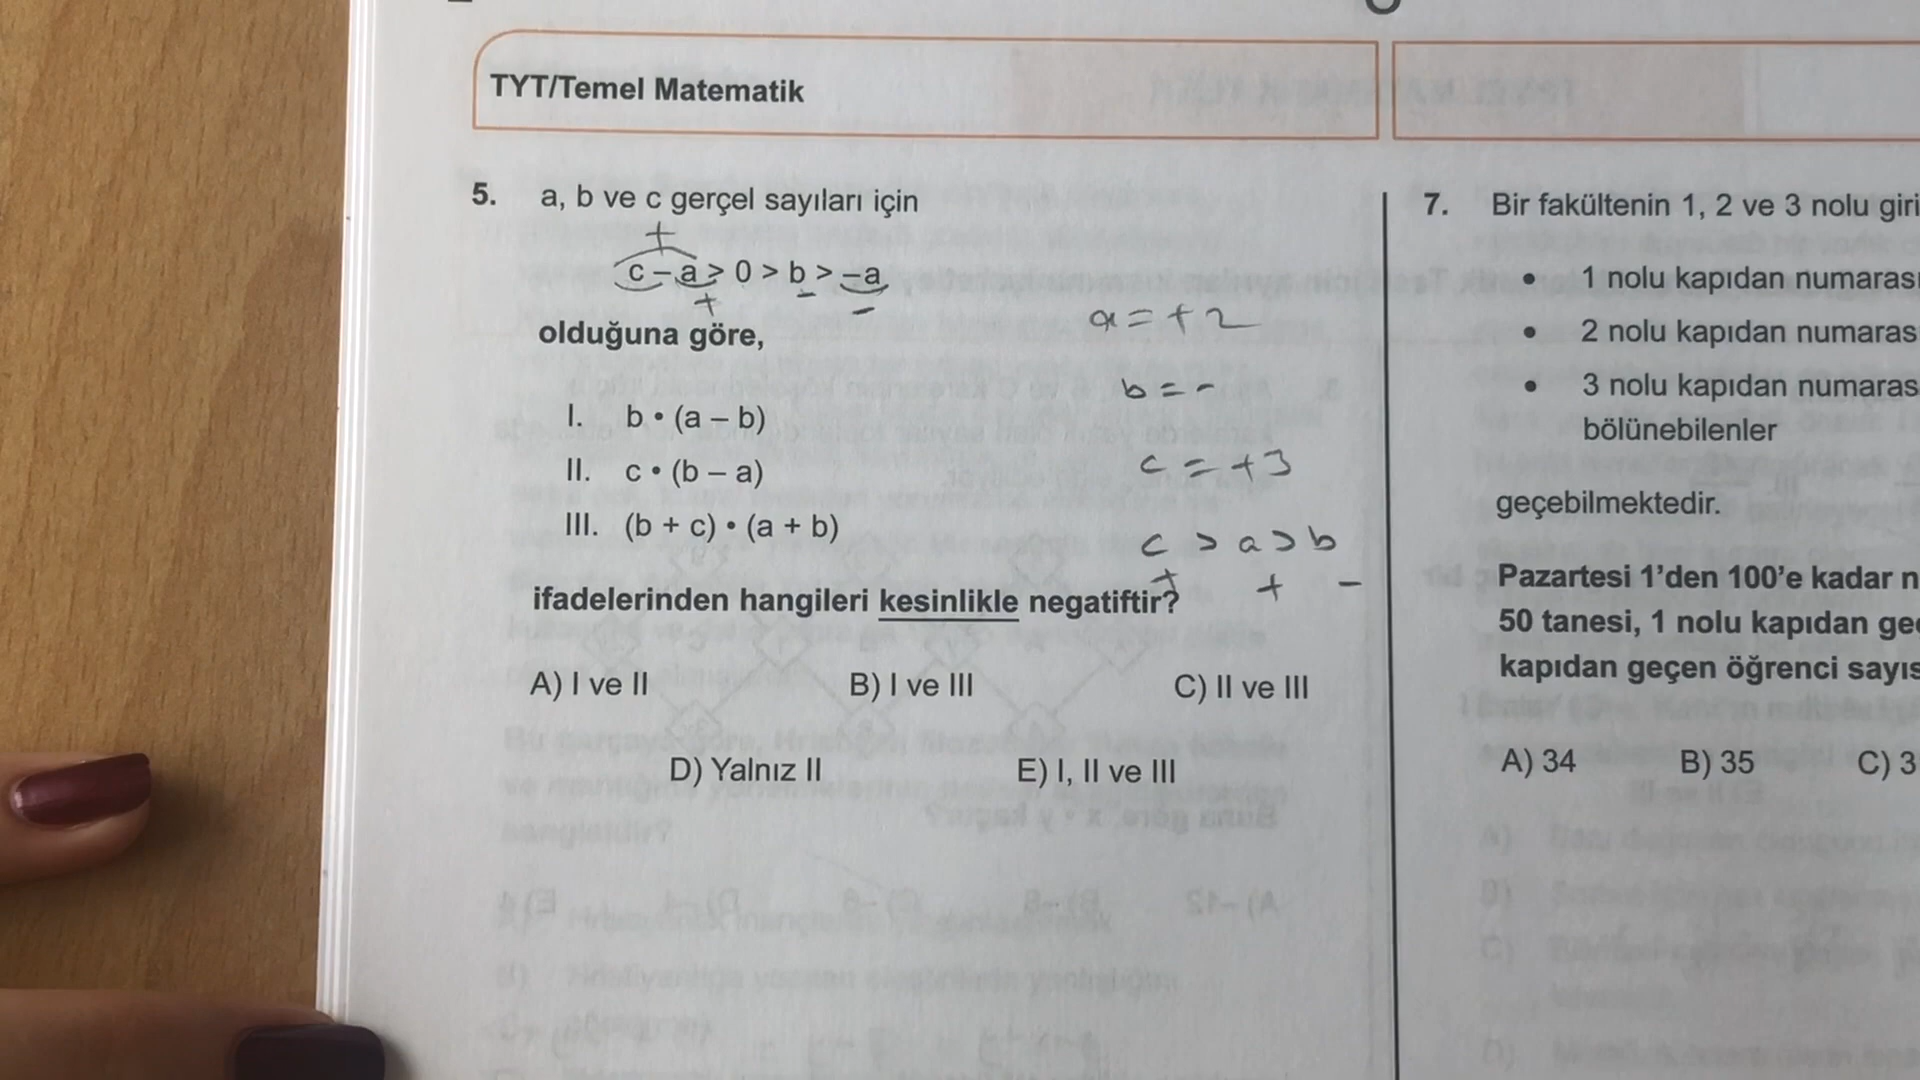 TYT/Temel Matematik
5. a, b ve c gerçel sayıları için
+
c – a > 0 > b > –a
+ – –
olduğuna göre,
I. b • (a – b)
II. c • (b – a)
III. (b + c) • (a + b)
ifadelerinden hangileri kesinlikle negatiftir?
A) I ve II B) I ve III C) II ve III
D) Yalnız II E) I, II ve III
a = +2
b = -
c = +3
c > a > b
+ + -
7. Bir fakültenin 1, 2 ve 3 nolu giri
• 1 nolu kapıdan numarası
• 2 nolu kapıdan numaras
• 3 nolu kapıdan numaras
bölünebilenler
geçebilmektedir.
Pazartesi 1’den 100’e kadar n
50 tanesi, 1 nolu kapıdan geç
kapıdan geçen öğrenci sayıs
A) 34 B) 35 C) 3